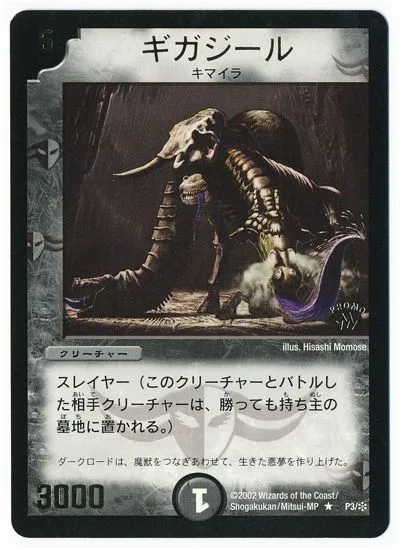 6
ギガジール
キマイラ
PROMO
illus. Hisashi Momose
クリーチャー
スレイヤー（このクリーチャーとバトルし
た相手クリーチャーは、勝っても持ち主の
墓地に置かれる。）
ダークロードは、魔獣をつなぎあわせて、生きた悪夢を作り上げた。
3000
1
©2002 Wizards of the Coast/
Shogakukan/Mitsui-MP ★ P3/